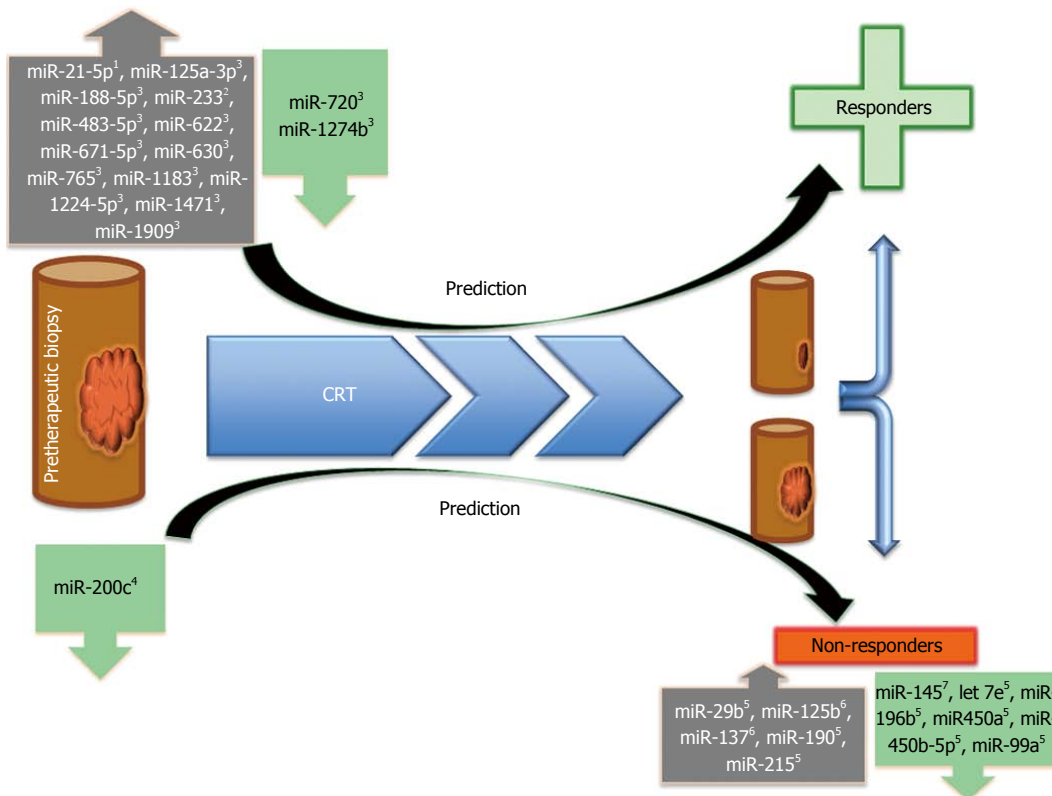 miR-21-5p¹, miR-125a-3p³,
miR-188-5p³, miR-233²,
miR-483-5p³, miR-622³,
miR-671-5p³, miR-630³,
miR-765³, miR-1183³, miR-
1224-5p³, miR-1471³,
miR-1909³
miR-720³
miR-1274b³
Responders
Prediction
Pretherapeutic biopsy
CRT
Prediction
miR-200c⁴
Non-responders
miR-29b⁵, miR-125b⁶,
miR-137⁶, miR-190⁵,
miR-215⁵
miR-145⁷, let 7e⁵, miR-
196b⁵, miR450a⁵, miR-
450b-5p⁵, miR-99a⁵